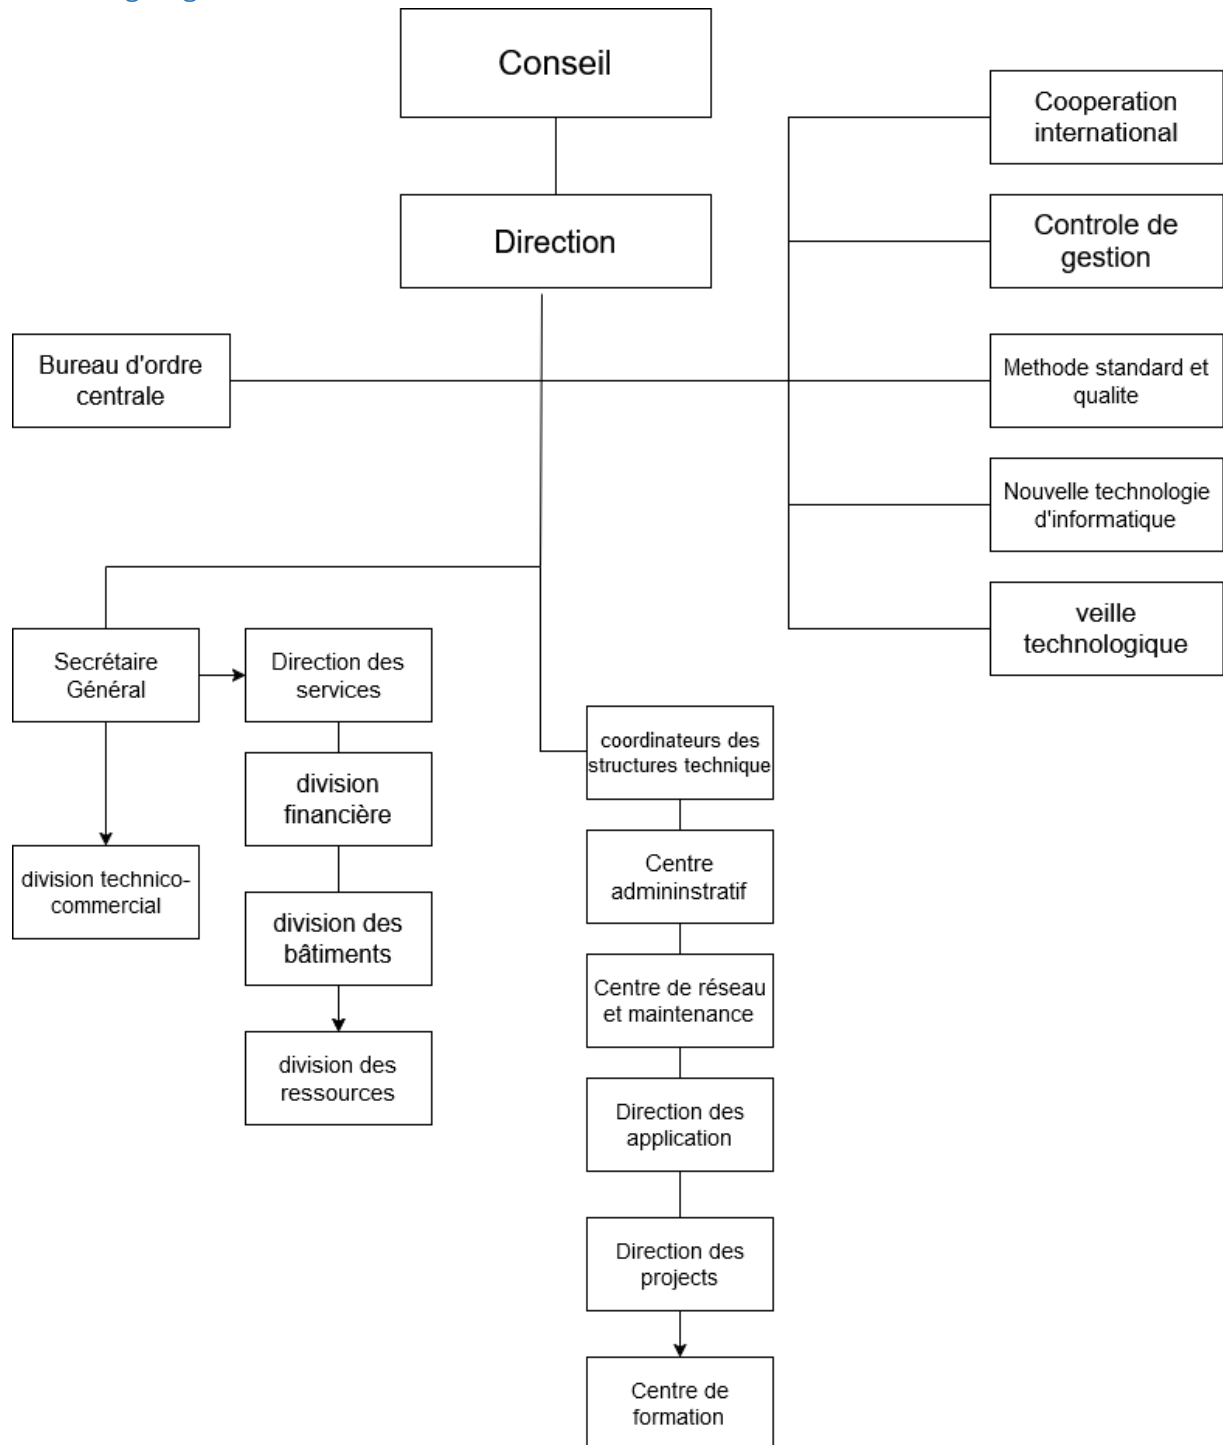 Conseil
Cooperation
international
Direction
Controle de
gestion
Bureau d'ordre
centrale
Methode standard et
qualite
Nouvelle technologie
d'informatique
veille
technologique
Secrétaire
Général
Direction des
services
coordinateurs des
structures technique
division
financière
Centre
admininstratif
division technico-
commercial
division des
bâtiments
Centre de réseau
et maintenance
division des
ressources
Direction des
application
Direction des
projects
Centre de
formation